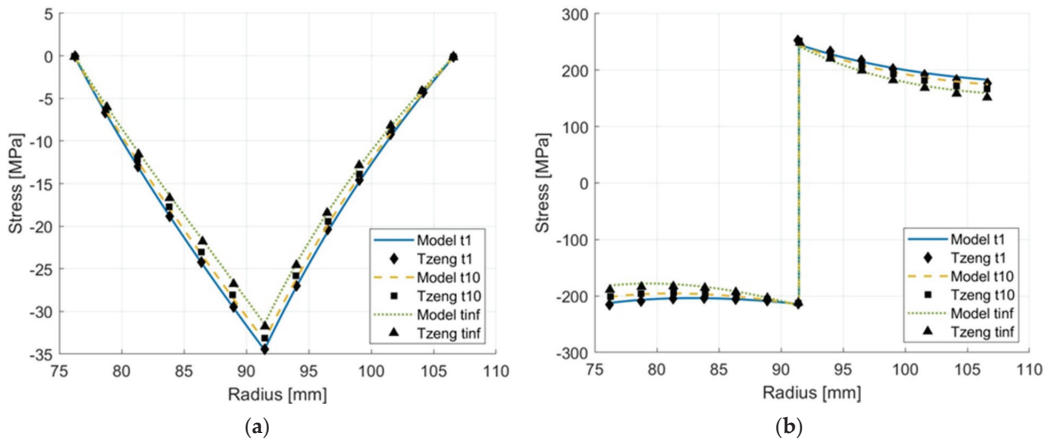 5
0
-5
-10
-15
-20
-25
-30
-35
Stress [MPa]
75 80 85 90 95 100 105 110
Radius [mm]
Model t1
Tzeng t1
Model t10
Tzeng t10
Model tinf
Tzeng tinf
(a)
300
200
100
0
-100
-200
-300
Stress [MPa]
75 80 85 90 95 100 105 110
Radius [mm]
Model t1
Tzeng t1
Model t10
Tzeng t10
Model tinf
Tzeng tinf
(b)